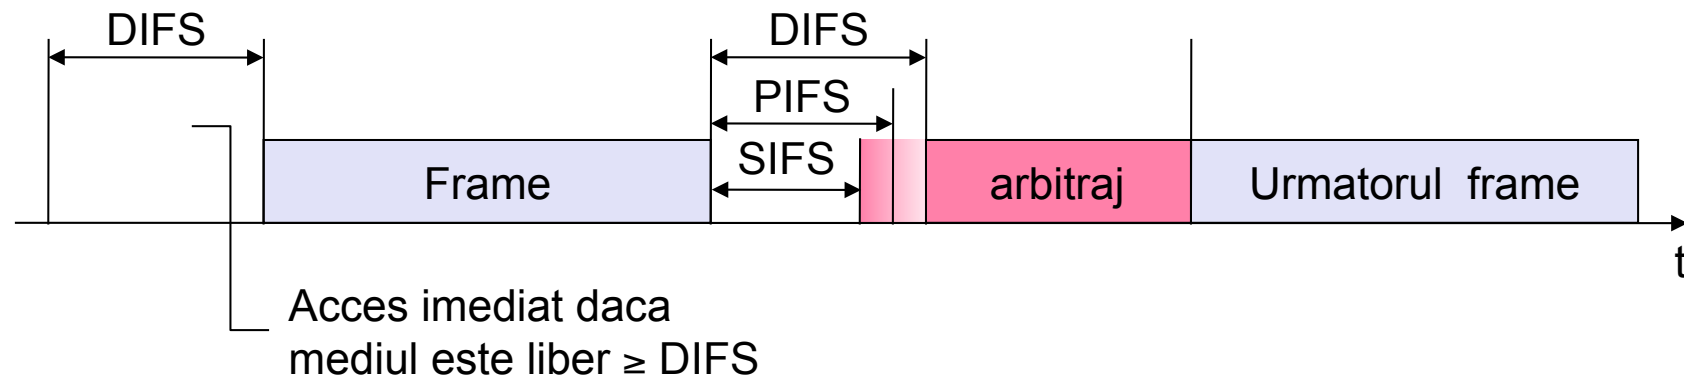 DIFS
DIFS
PIFS
SIFS
Frame
arbitraj
Urmatorul frame
t
Acces imediat daca
mediul este liber ≥ DIFS